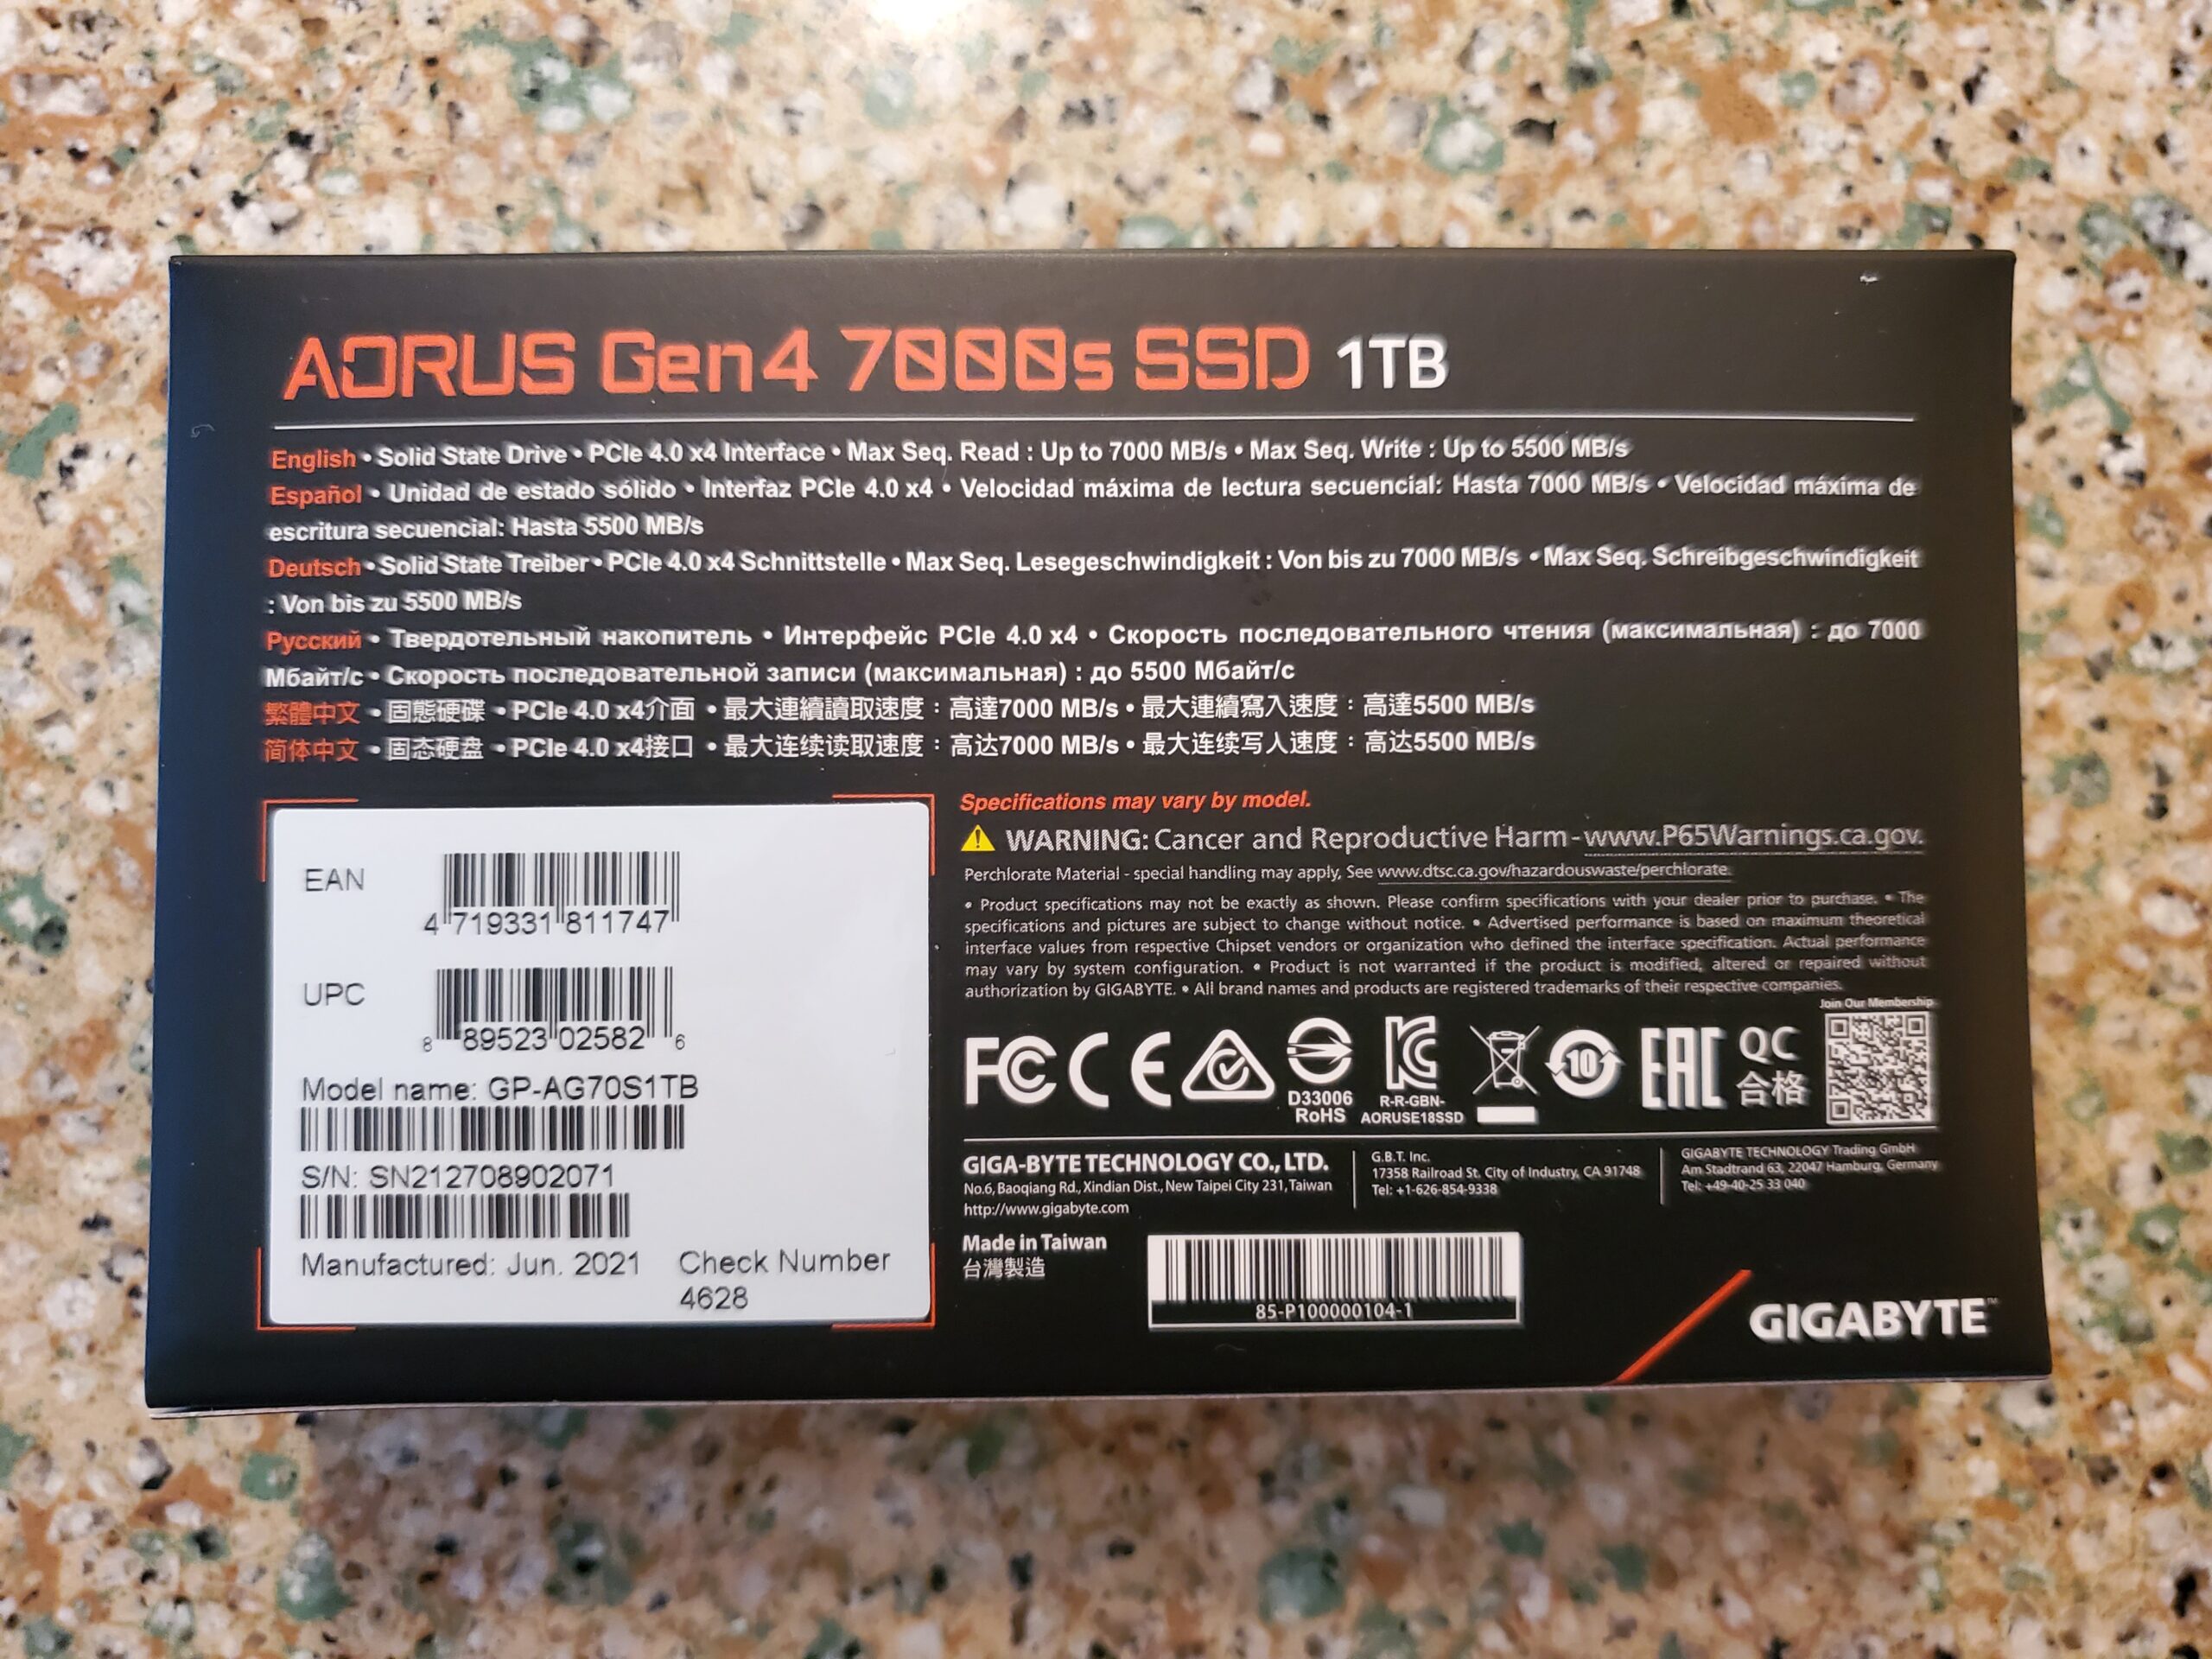 AORUS Gen4 7000s SSD 1TB
English • Solid State Drive • PCIe 4.0 x4 Interface • Max Seq. Read : Up to 7000 MB/s • Max Seq. Write : Up to 5500 MB/s
Español • Unidad de estado sólido • Interfaz PCIe 4.0 x4 • Velocidad máxima de lectura secuencial: Hasta 7000 MB/s • Velocidad máxima de
escritura secuencial: Hasta 5500 MB/s
Deutsch • Solid State Treiber • PCIe 4.0 x4 Schnittstelle • Max Seq. Lesegeschwindigkeit : Von bis zu 7000 MB/s • Max Seq. Schreibgeschwindigkeit
: Von bis zu 5500 MB/s
Русский • Твердотельный накопитель • Интерфейс PCIe 4.0 x4 • Скорость последовательного чтения (максимальная) : до 7000
Мбайт/с • Скорость последовательной записи (максимальная) : до 5500 Мбайт/с
繁體中文 • 固態硬碟 • PCIe 4.0 x4介面 • 最大連續讀取速度：高達7000 MB/s • 最大連續寫入速度：高達5500 MB/s
简体中文 • 固态硬盘 • PCIe 4.0 x4接口 • 最大连续读取速度：高达7000 MB/s • 最大连续写人速度：高达5500 MB/s
EAN
4 719331 811747
UPC
8 89523 02582 6
Model name: GP-AG70S1TB
S/N: SN212708902071
Manufactured: Jun. 2021 Check Number
4628
Specifications may vary by model.
WARNING: Cancer and Reproductive Harm - www.P65Warnings.ca.gov.
Perchlorate Material - special handling may apply, See www.dtsc.ca.gov/hazardouswaste/perchlorate.
• Product specifications may not be exactly as shown. Please confirm specifications with your dealer prior to purchase. • The
specifications and pictures are subject to change without notice. • Advertised performance is based on maximum theoretical
interface values from respective Chipset vendors or organization who defined the interface specification. Actual performance
may vary by system configuration. • Product is not warranted if the product is modified, altered or repaired without
authorization by GIGABYTE. • All brand names and products are registered trademarks of their respective companies.
Join Our Membership
FC CE
D33006
RoHS
R-R-GBN-
AORUSE18SSD
10
EAC
QC
合格
GIGA-BYTE TECHNOLOGY CO., LTD.
No.6, Baoqiang Rd., Xindian Dist., New Taipei City 231, Taiwan
http://www.gigabyte.com
G.B.T. Inc.
17358 Railroad St. City of Industry, CA 91748
Tel: +1-626-854-9338
GIGABYTE TECHNOLOGY Trading GmbH
Am Stadtrand 63, 22047 Hamburg, Germany
Tel: +49-40-25 33 040
Made in Taiwan
台灣製造
85-P100000104-1
GIGABYTE™